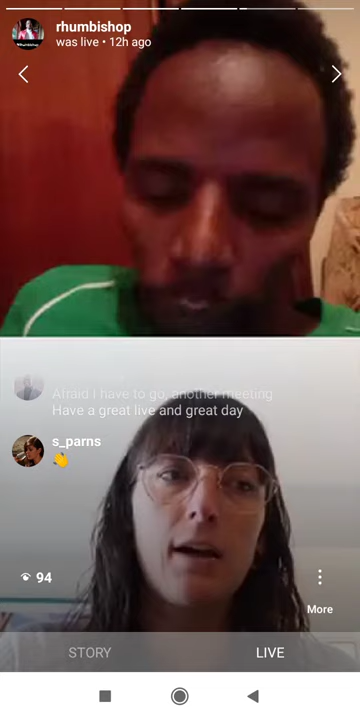 rhumbishop
was live • 12h ago
Afraid I have to go, another meeting
Have a great live and great day
s_parns
👏
94
More
STORY
LIVE